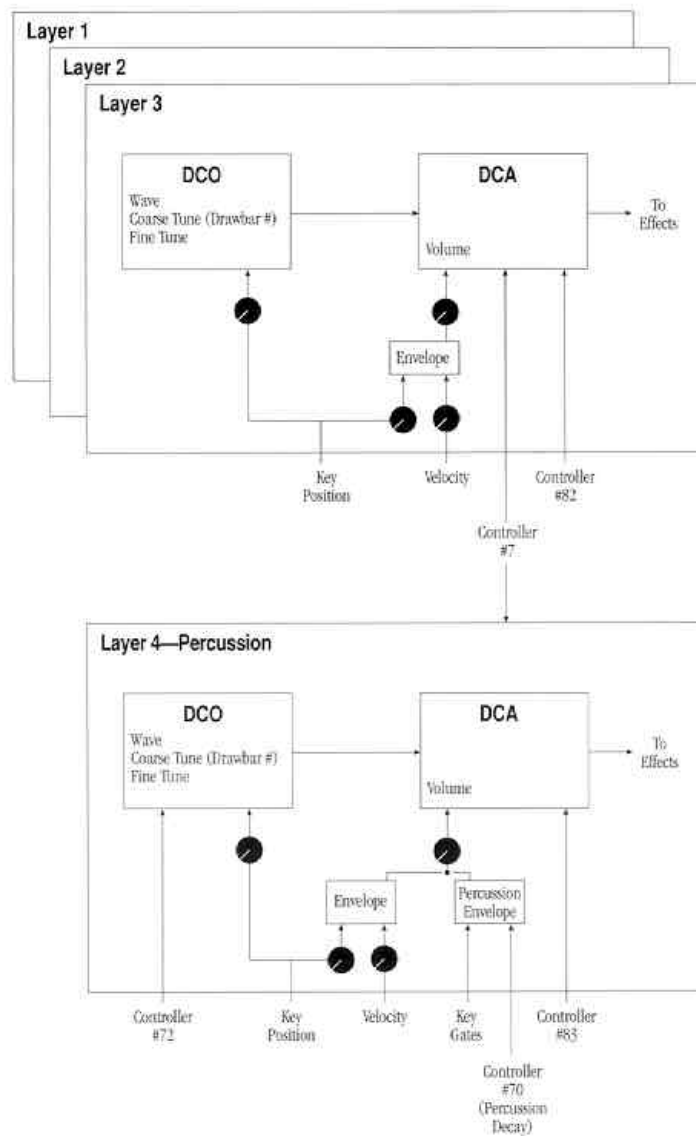 Layer 1
Layer 2
Layer 3
DCO
Wave
Coarse Tune (Drawbar #)
Fine Tune
DCA
Volume
To
Effects
Envelope
Key
Position
Velocity
Controller
#82
Controller
#7
Layer 4—Percussion
DCO
Wave
Coarse Tune (Drawbar #)
Fine Tune
DCA
Volume
To
Effects
Envelope
Percussion
Envelope
Controller
#72
Key
Position
Velocity
Key
Gates
Controller
#83
Controller
#70
(Percussion
Decay)